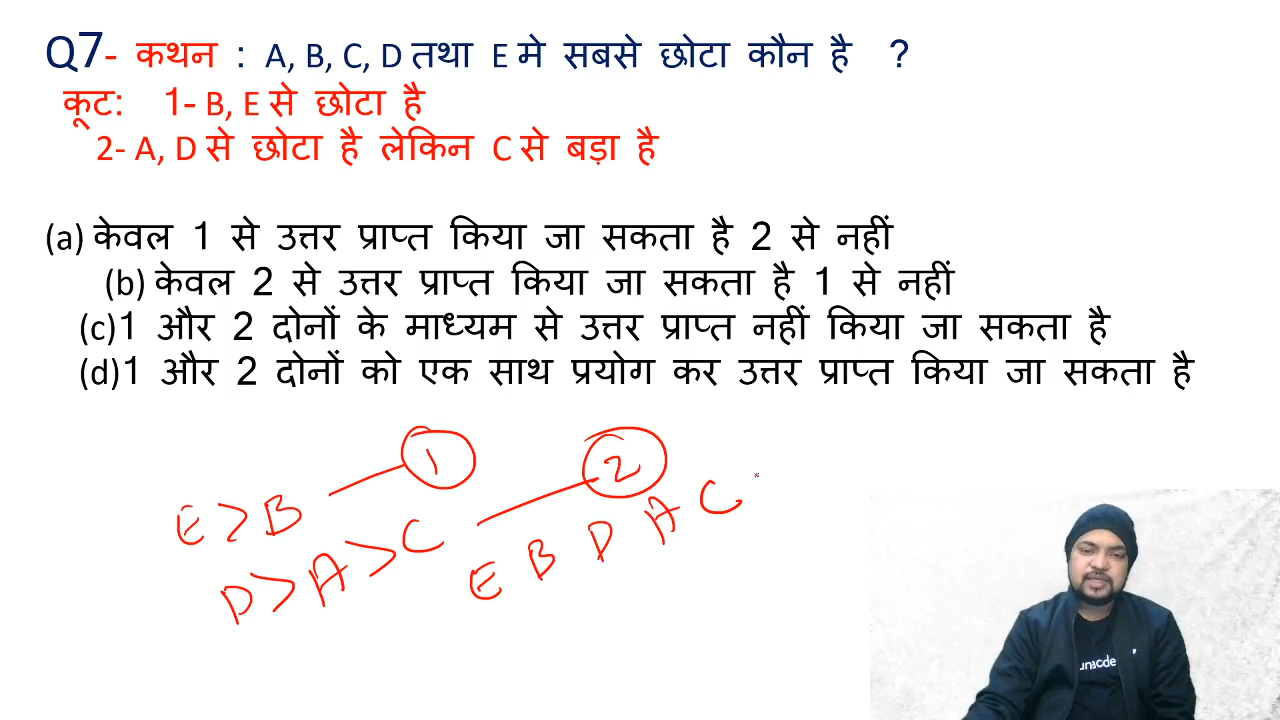 Q7- कथन : A, B, C, D तथा E मे सबसे छोटा कौन है ?
कूट: 1- B, E से छोटा है
2- A, D से छोटा है लेकिन C से बड़ा है
(a) केवल 1 से उत्तर प्राप्त किया जा सकता है 2 से नहीं
(b) केवल 2 से उत्तर प्राप्त किया जा सकता है 1 से नहीं
(c)1 और 2 दोनों के माध्यम से उत्तर प्राप्त नहीं किया जा सकता है
(d)1 और 2 दोनों को एक साथ प्रयोग कर उत्तर प्राप्त किया जा सकता है
E > B 1
D > A > C 2
E B D A C
unacade